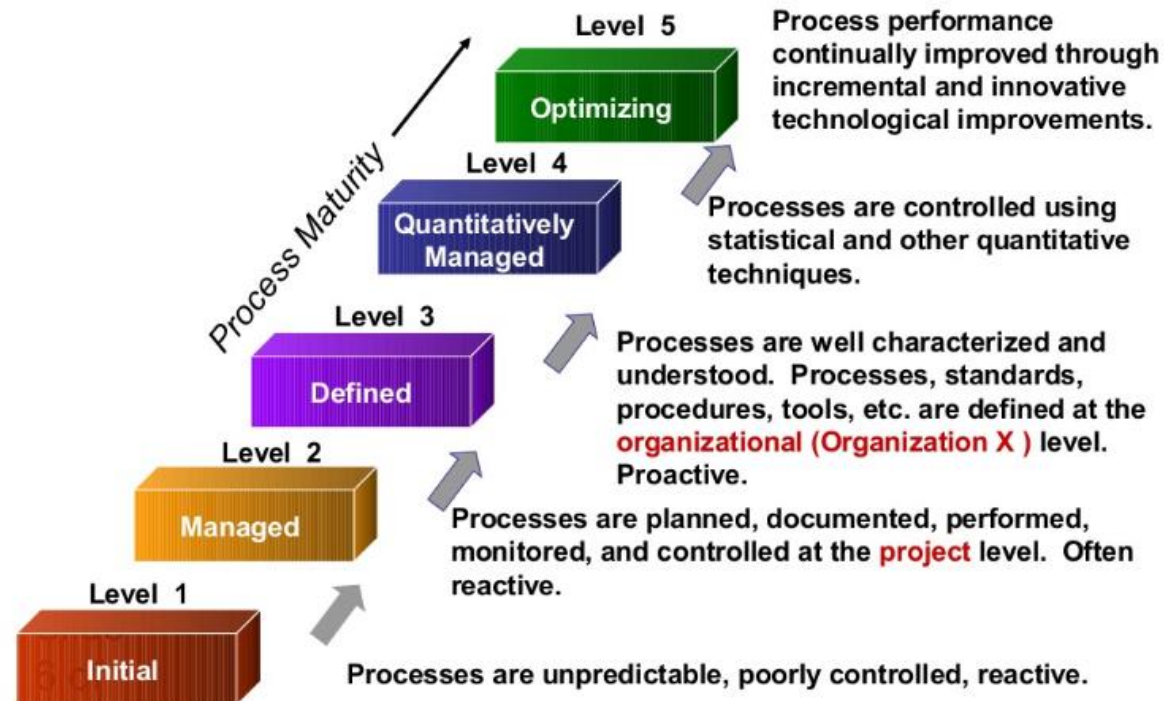 Level 5
Optimizing
Process performance
continually improved through
incremental and innovative
technological improvements.
Process Maturity
Level 4
Quantitatively
Managed
Processes are controlled using
statistical and other quantitative
techniques.
Level 3
Defined
Processes are well characterized and
understood. Processes, standards,
procedures, tools, etc. are defined at the
organizational (Organization X ) level.
Proactive.
Level 2
Managed
Processes are planned, documented, performed,
monitored, and controlled at the project level. Often
reactive.
Level 1
Initial
Processes are unpredictable, poorly controlled, reactive.